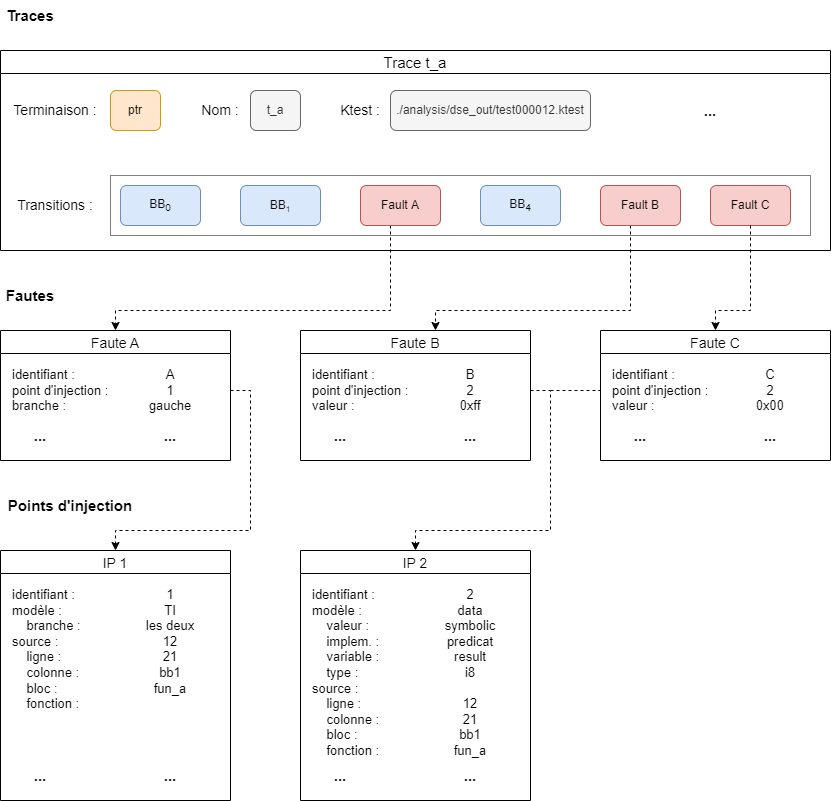 Traces
Trace t_a
Terminaison : ptr Nom : t_a Ktest : ./analysis/dse_out/test000012.ktest ...
Transitions : BB0 BB1 Fault A BB4 Fault B Fault C
Fautes
Faute A
identifiant : A
point d'injection : 1
branche : gauche
... ...
Faute B
identifiant : B
point d'injection : 2
valeur : 0xff
... ...
Faute C
identifiant : C
point d'injection : 2
valeur : 0x00
... ...
Points d'injection
IP 1
identifiant : 1
modèle : TI
branche : les deux
source : 12
ligne : 21
colonne : bb1
bloc : fun_a
fonction :
... ...
IP 2
identifiant : 2
modèle : data
valeur : symbolic
implem. : predicat
variable : result
type : i8
source :
ligne : 12
colonne : 21
bloc : bb1
fonction : fun_a
... ...